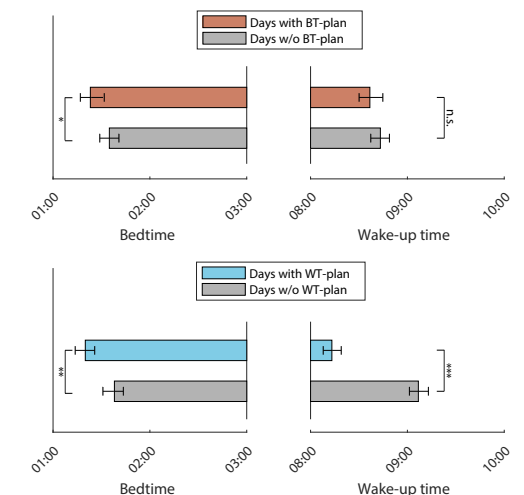 Days with BT-plan
Days w/o BT-plan
*
n.s.
01:00 02:00 03:00 08:00 09:00 10:00
Bedtime Wake-up time
Days with WT-plan
Days w/o WT-plan
**
***
01:00 02:00 03:00 08:00 09:00 10:00
Bedtime Wake-up time